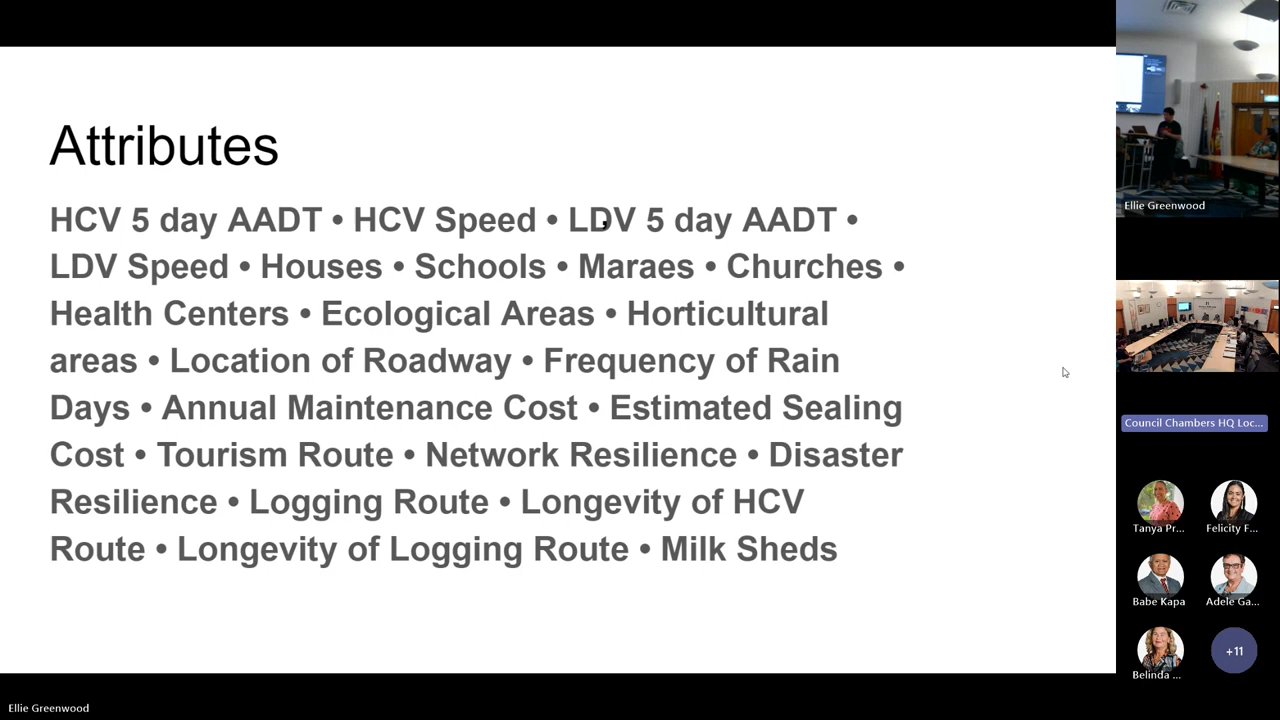 Attributes
HCV 5 day AADT • HCV Speed • LDV 5 day AADT •
LDV Speed • Houses • Schools • Maraes • Churches •
Health Centers • Ecological Areas • Horticultural
areas • Location of Roadway • Frequency of Rain
Days • Annual Maintenance Cost • Estimated Sealing
Cost • Tourism Route • Network Resilience • Disaster
Resilience • Logging Route • Longevity of HCV
Route • Longevity of Logging Route • Milk Sheds
Ellie Greenwood
Council Chambers HQ Loc...
Tanya Pr...
Felicity F...
Babe Kapa
Adele Ga...
Belinda ...
+11
Ellie Greenwood